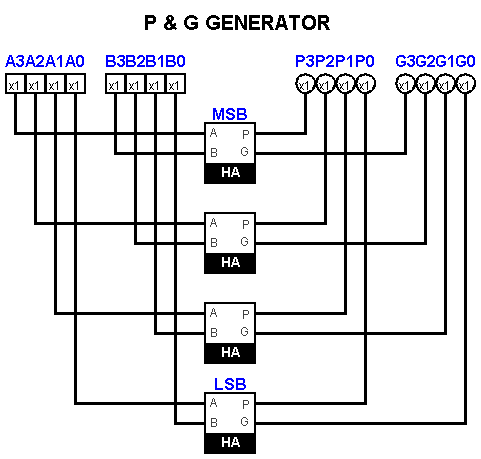 P & G GENERATOR
A3A2A1A0 B3B2B1B0 P3P2P1P0 G3G2G1G0
x1 x1 x1 x1 x1 x1 x1 x1 x1 x1 x1 x1 x1 x1 x1 x1
MSB
A P
B G
HA
A P
B G
HA
A P
B G
HA
LSB
A P
B G
HA